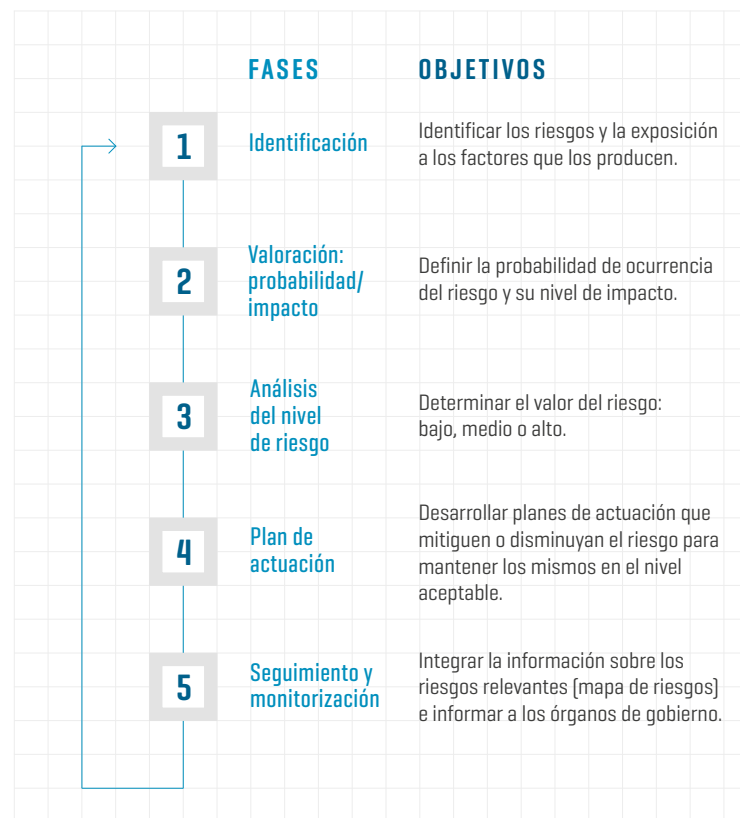 FASES
OBJETIVOS
1
Identificación
Identificar los riesgos y la exposición
a los factores que los producen.
2
Valoración:
probabilidad/
impacto
Definir la probabilidad de ocurrencia
del riesgo y su nivel de impacto.
3
Análisis
del nivel
de riesgo
Determinar el valor del riesgo:
bajo, medio o alto.
4
Plan de
actuación
Desarrollar planes de actuación que
mitiguen o disminuyan el riesgo para
mantener los mismos en el nivel
aceptable.
5
Seguimiento y
monitorización
Integrar la información sobre los
riesgos relevantes (mapa de riesgos)
e informar a los órganos de gobierno.